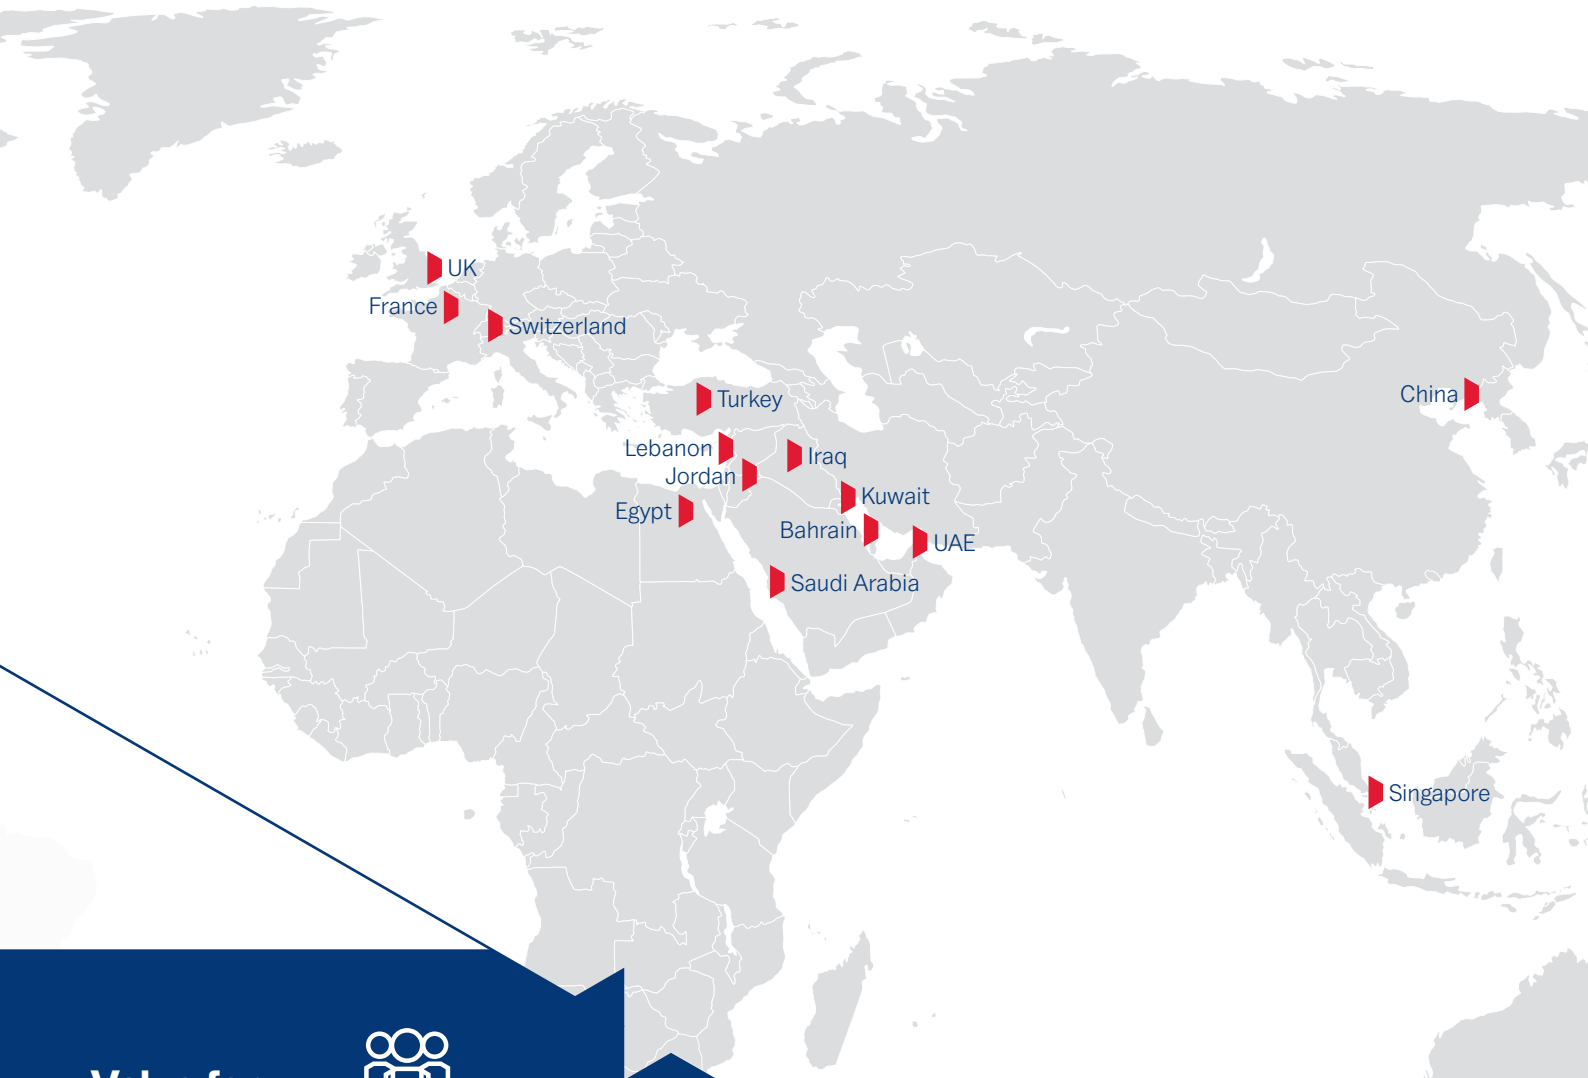 UK
France
Switzerland
Turkey
China
Lebanon
Iraq
Jordan
Kuwait
Egypt
Bahrain
UAE
Saudi Arabia
Singapore